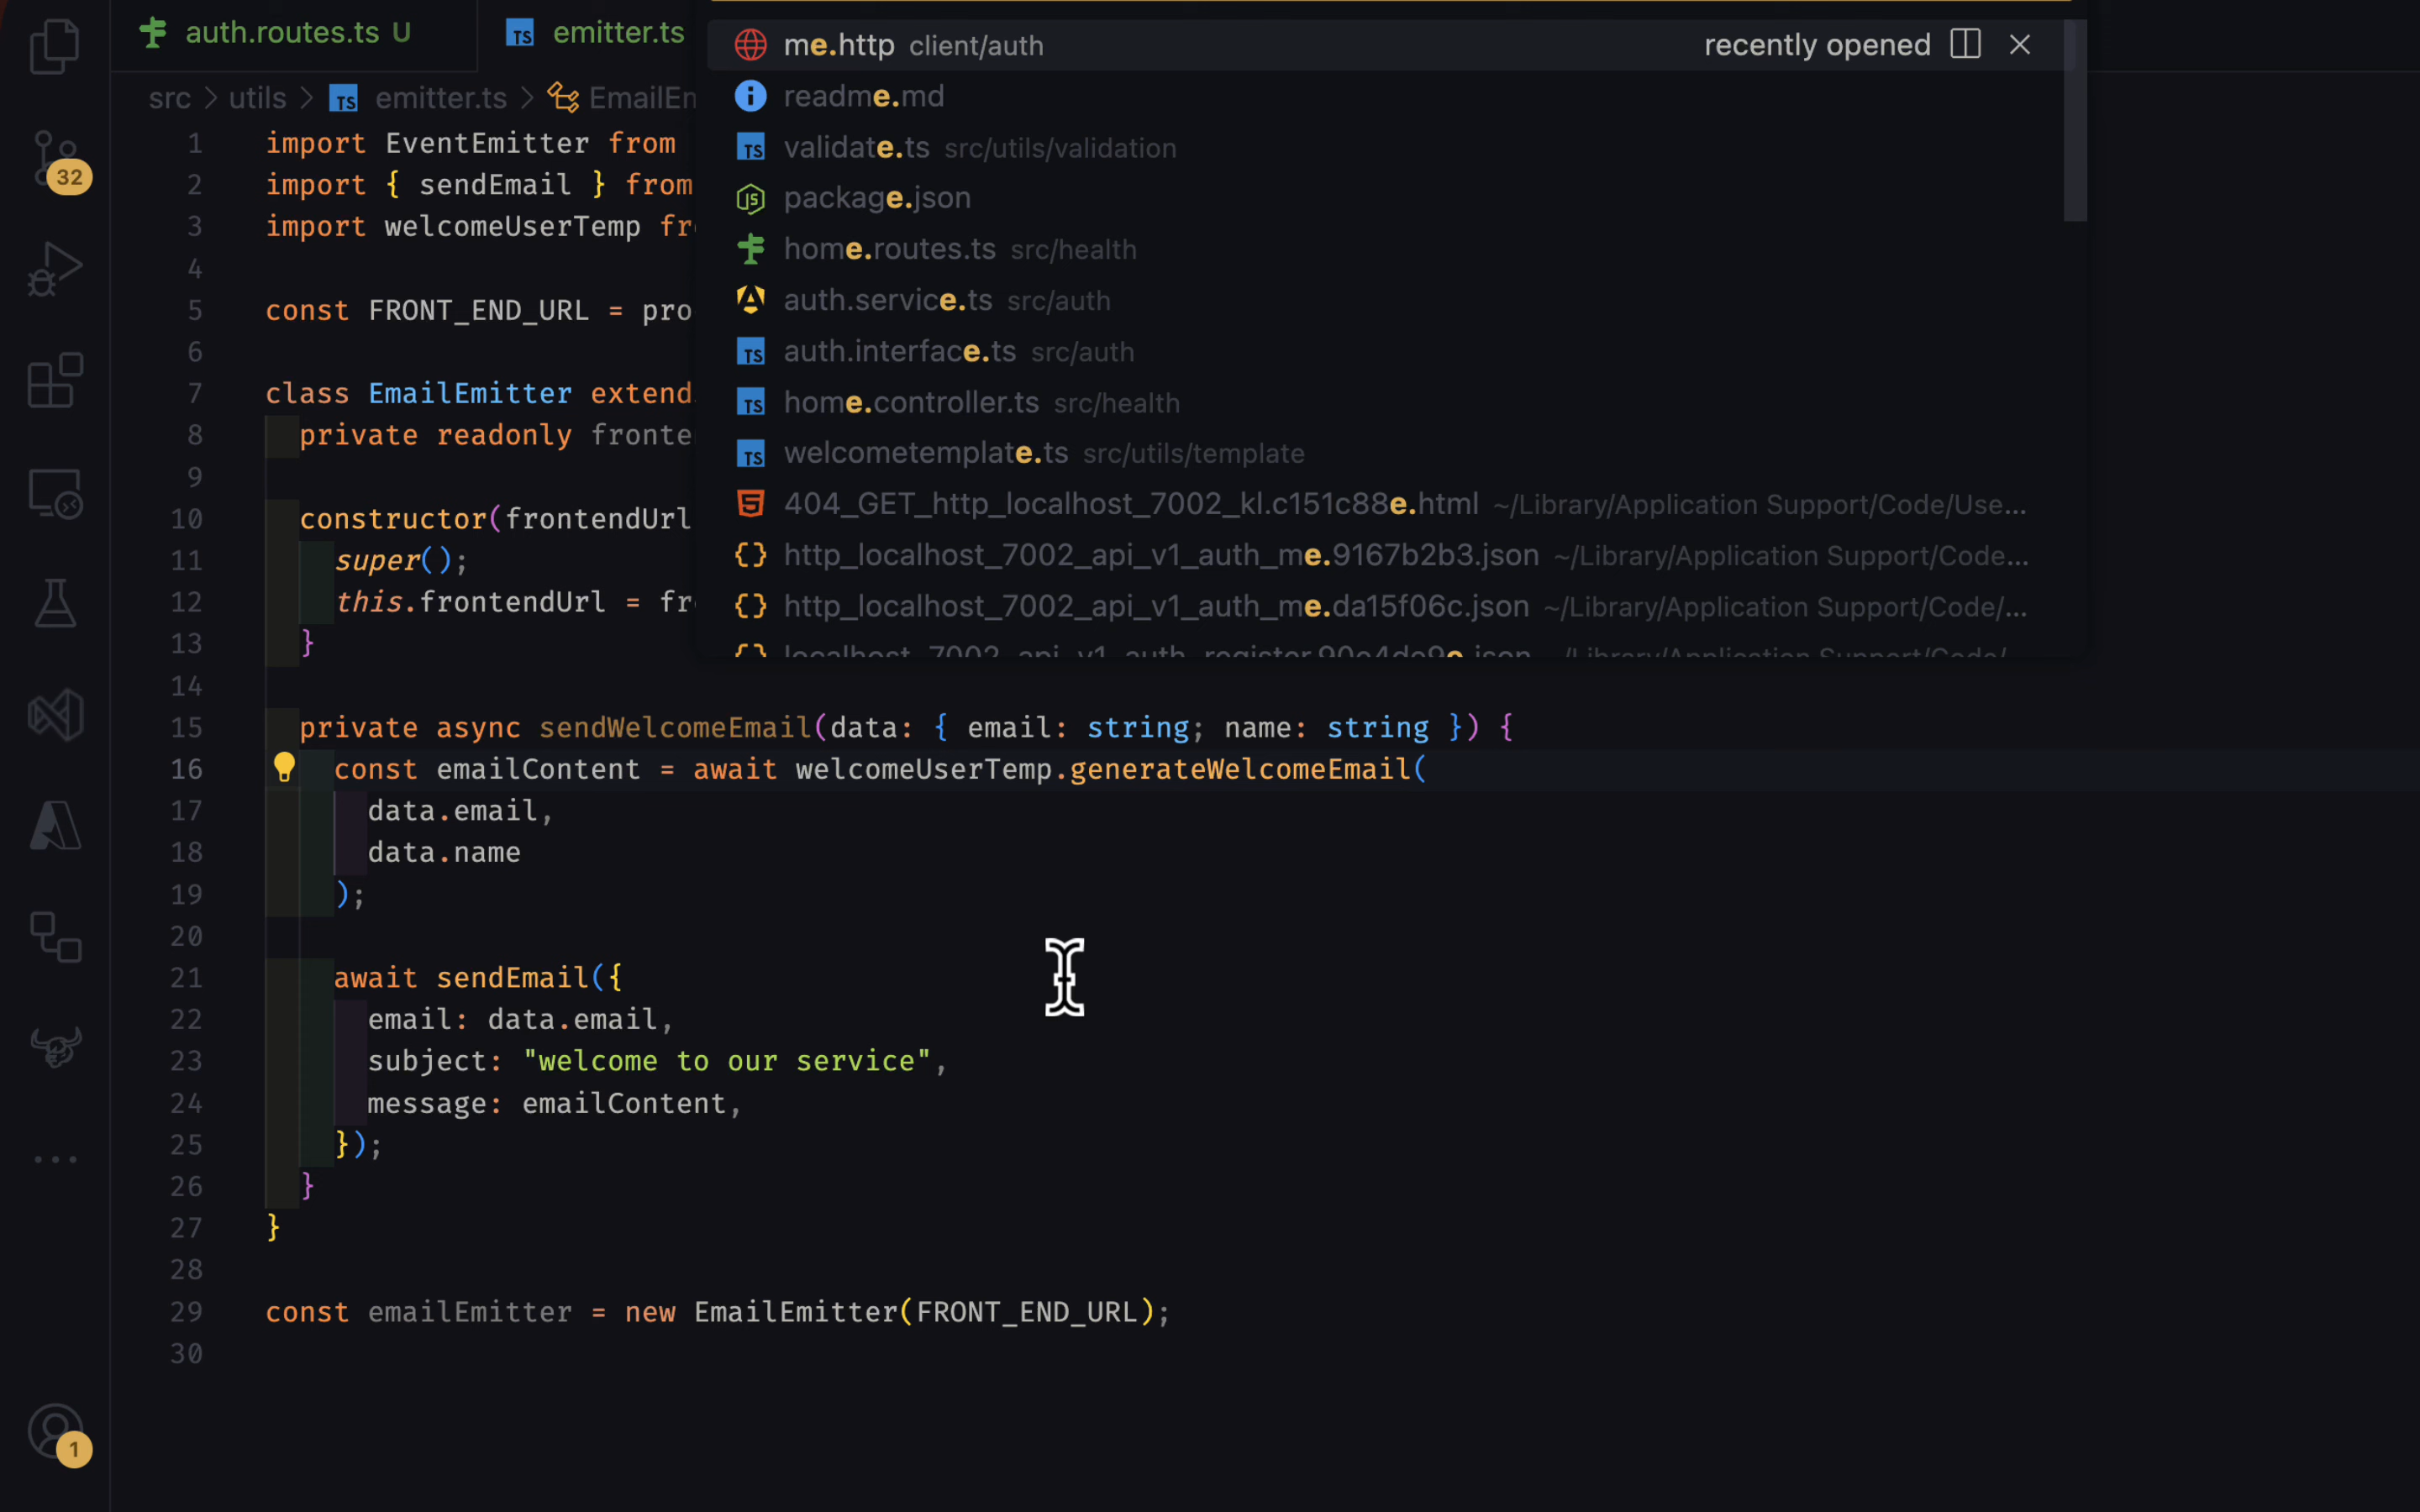 auth.routes.ts U
emitter.ts
me.http client/auth recently opened
readme.md
validate.ts src/utils/validation
package.json
home.routes.ts src/health
auth.service.ts src/auth
auth.interface.ts src/auth
home.controller.ts src/health
welcometemplate.ts src/utils/template
404_GET_http_localhost_7002_kl.c151c88e.html ~/Library/Application Support/Code/Use...
http_localhost_7002_api_v1_auth_me.9167b2b3.json ~/Library/Application Support/Code...
http_localhost_7002_api_v1_auth_me.da15f06c.json ~/Library/Application Support/Code/...
src > utils > TS emitter.ts > EmailEn
1 import EventEmitter from
2 import { sendEmail } from
3 import welcomeUserTemp fr
4
5 const FRONT_END_URL = pro
6
7 class EmailEmitter extend
8 private readonly fronte
9
10 constructor(frontendUrl
11 super();
12 this.frontendUrl = fr
13 }
14
15 private async sendWelcomeEmail(data: { email: string; name: string }) {
16 const emailContent = await welcomeUserTemp.generateWelcomeEmail(
17 data.email,
18 data.name
19 );
20
21 await sendEmail({
22 email: data.email,
23 subject: "welcome to our service",
24 message: emailContent,
25 });
26 }
27 }
28
29 const emailEmitter = new EmailEmitter(FRONT_END_URL);
30
32
1